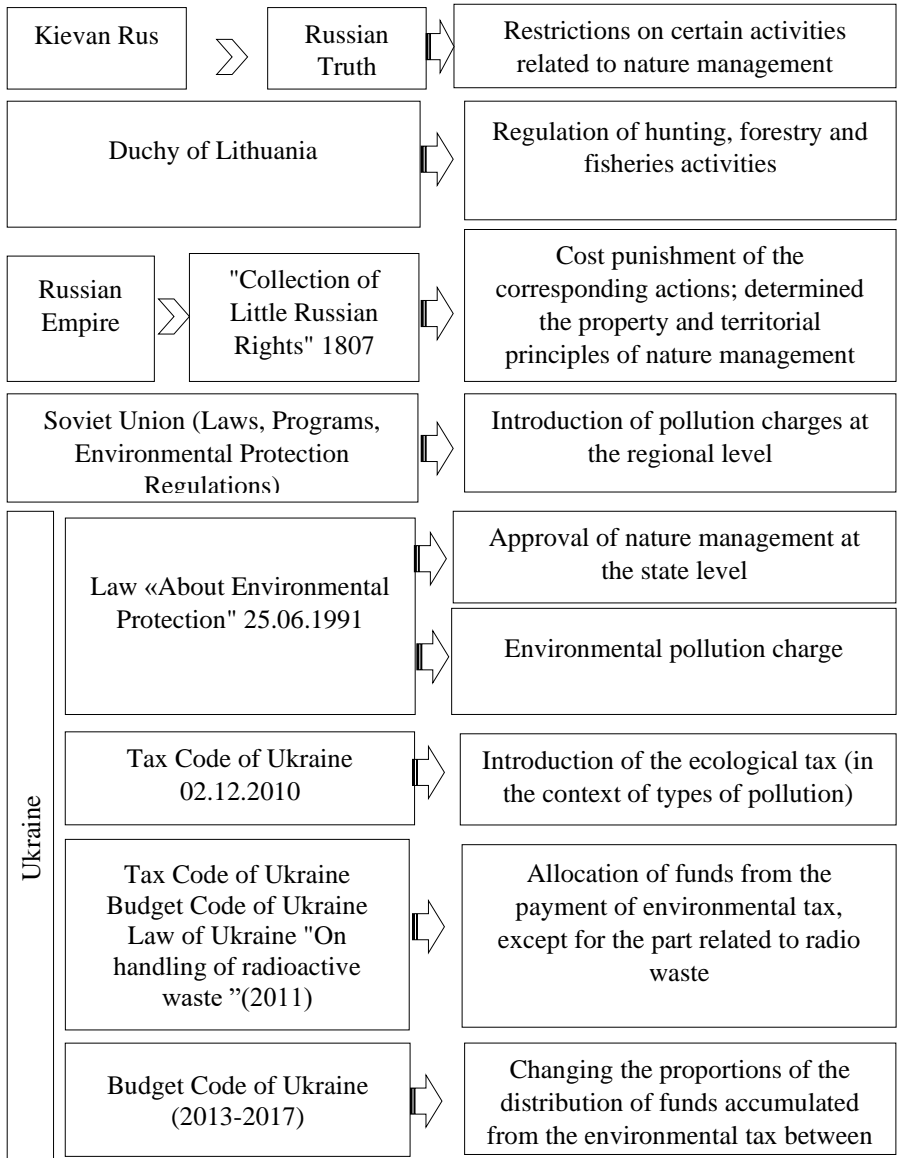 Kievan Rus
Russian
Truth
Restrictions on certain activities
related to nature management
Duchy of Lithuania
Regulation of hunting, forestry and
fisheries activities
Russian
Empire
"Collection of
Little Russian
Rights" 1807
Cost punishment of the
corresponding actions; determined
the property and territorial
principles of nature management
Soviet Union (Laws, Programs,
Environmental Protection
Regulations)
Introduction of pollution charges at
the regional level
Ukraine
Law «About Environmental
Protection" 25.06.1991
Approval of nature management at
the state level
Environmental pollution charge
Tax Code of Ukraine
02.12.2010
Introduction of the ecological tax (in
the context of types of pollution)
Tax Code of Ukraine
Budget Code of Ukraine
Law of Ukraine "On
handling of radioactive
waste ”(2011)
Allocation of funds from the
payment of environmental tax,
except for the part related to radio
waste
Budget Code of Ukraine
(2013-2017)
Changing the proportions of the
distribution of funds accumulated
from the environmental tax between